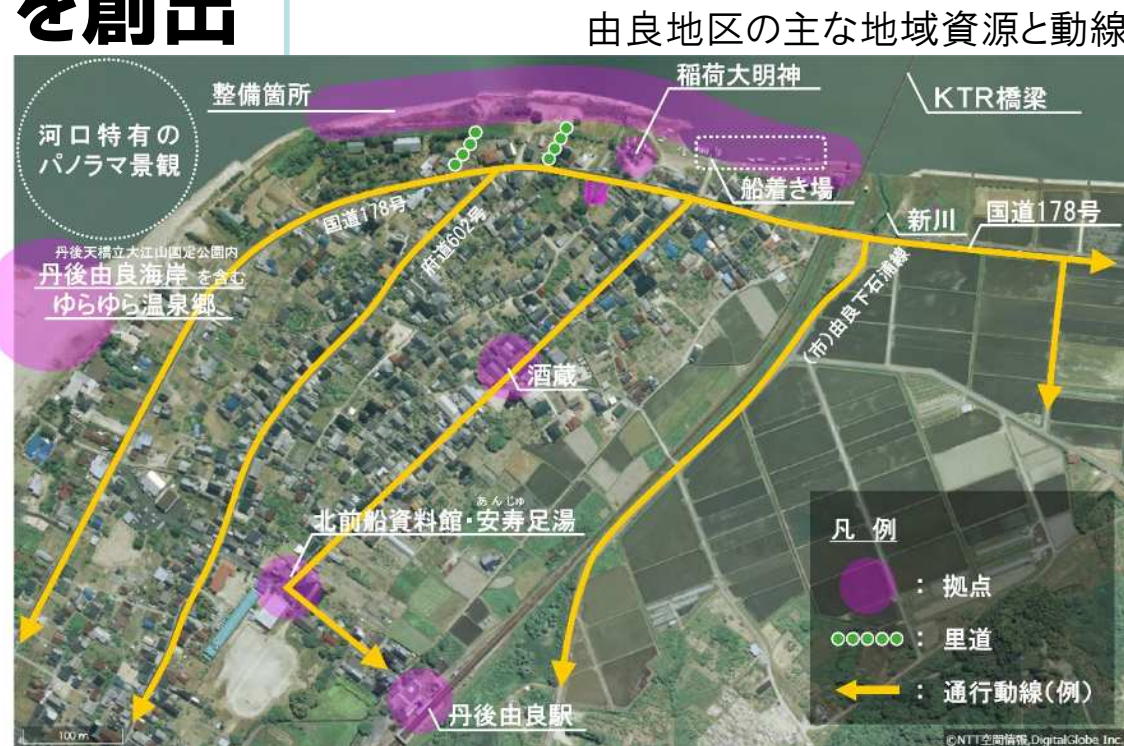 を創出
由良地区の主な地域資源と動線
整備箇所
稲荷大明神
KTR橋梁
河口特有の
パノラマ景観
船着き場
新川
国道178号
国道178号
府道602号
(市)由良下石浦線
丹後天橋立大江山国定公園内
丹後由良海岸 を含む
ゆらゆら温泉郷
酒蔵
あんじゅ
北前船資料館・安寿足湯
丹後由良駅
凡 例
: 拠点
: 里道
: 通行動線(例)
100 m
©NTT空間情報,DigitalGlobe Inc.